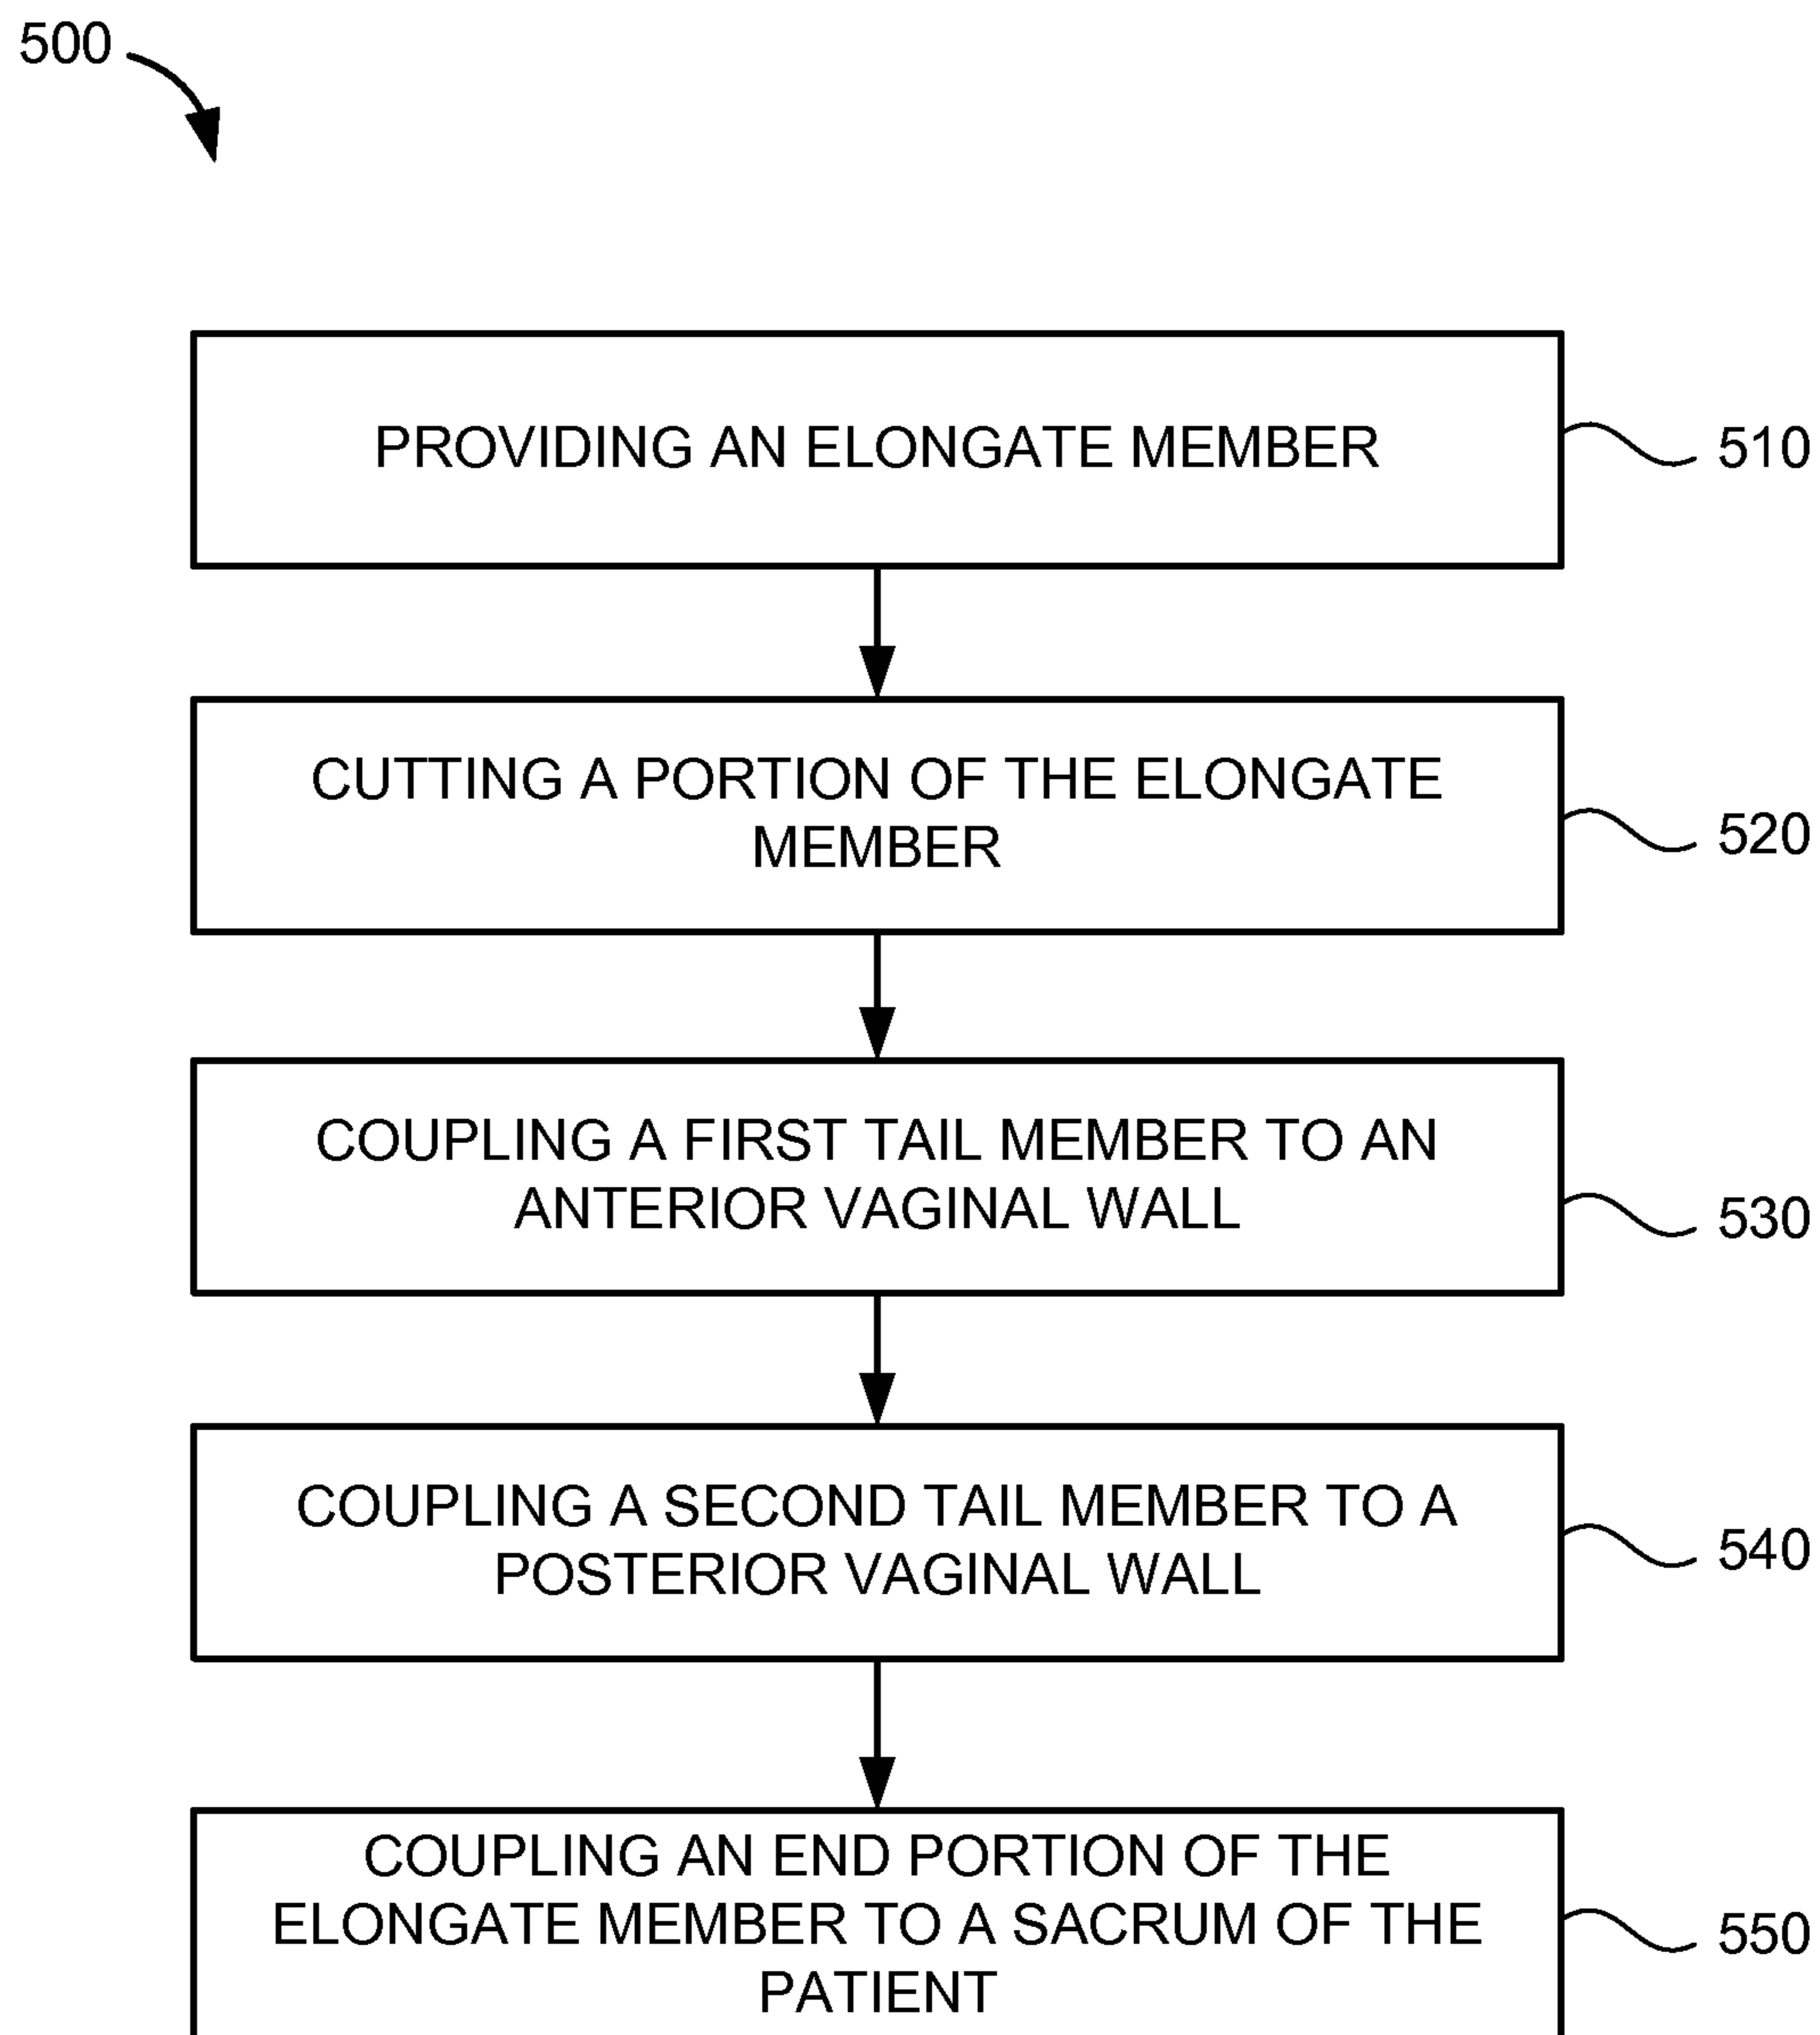 500
PROVIDING AN ELONGATE MEMBER
510
CUTTING A PORTION OF THE ELONGATE
MEMBER
520
COUPLING A FIRST TAIL MEMBER TO AN
ANTERIOR VAGINAL WALL
530
COUPLING A SECOND TAIL MEMBER TO A
POSTERIOR VAGINAL WALL
540
COUPLING AN END PORTION OF THE
ELONGATE MEMBER TO A SACRUM OF THE
PATIENT
550